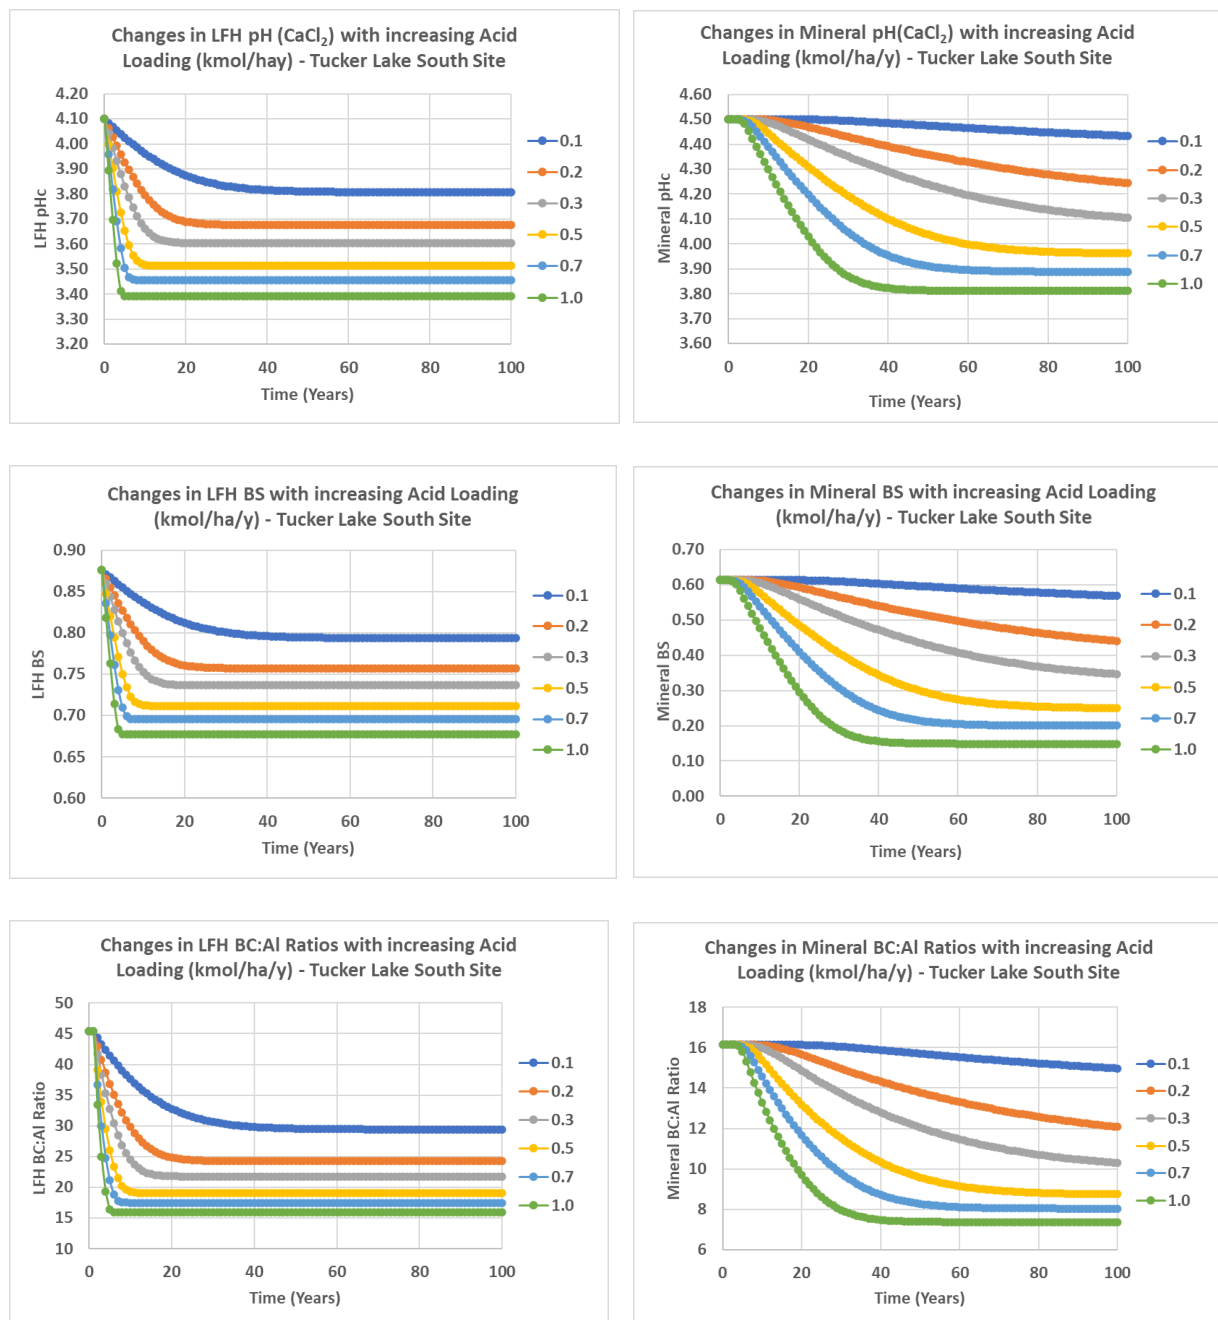 Changes in LFH pH (CaCl₂) with increasing Acid
Loading (kmol/hay) - Tucker Lake South Site
4.20
4.10
4.00
3.90
3.80
3.70
3.60
3.50
3.40
3.30
3.20
LFH pHc
0 20 40 60 80 100
Time (Years)
0.1
0.2
0.3
0.5
0.7
1.0
Changes in Mineral pH(CaCl₂) with increasing Acid
Loading (kmol/ha/y) - Tucker Lake South Site
4.60
4.50
4.40
4.30
4.20
4.10
4.00
3.90
3.80
3.70
3.60
Mineral pHc
0 20 40 60 80 100
Time (Years)
0.1
0.2
0.3
0.5
0.7
1.0
Changes in LFH BS with increasing Acid Loading
(kmol/ha/y) - Tucker Lake South Site
0.90
0.85
0.80
0.75
0.70
0.65
0.60
LFH BS
0 20 40 60 80 100
Time (Years)
0.1
0.2
0.3
0.5
0.7
1.0
Changes in Mineral BS with increasing Acid Loading
(kmol/ha/y) - Tucker Lake South Site
0.70
0.60
0.50
0.40
0.30
0.20
0.10
0.00
Mineral BS
0 20 40 60 80 100
Time (Years)
0.1
0.2
0.3
0.5
0.7
1.0
Changes in LFH BC:Al Ratios with increasing Acid
Loading (kmol/ha/y) - Tucker Lake South Site
50
45
40
35
30
25
20
15
10
LFH BC:Al Ratio
0 20 40 60 80 100
Time (Years)
0.1
0.2
0.3
0.5
0.7
1.0
Changes in Mineral BC:Al Ratios with increasing Acid
Loading (kmol/ha/y) - Tucker Lake South Site
18
16
14
12
10
8
6
Mineral BC:Al Ratio
0 20 40 60 80 100
Time (Years)
0.1
0.2
0.3
0.5
0.7
1.0